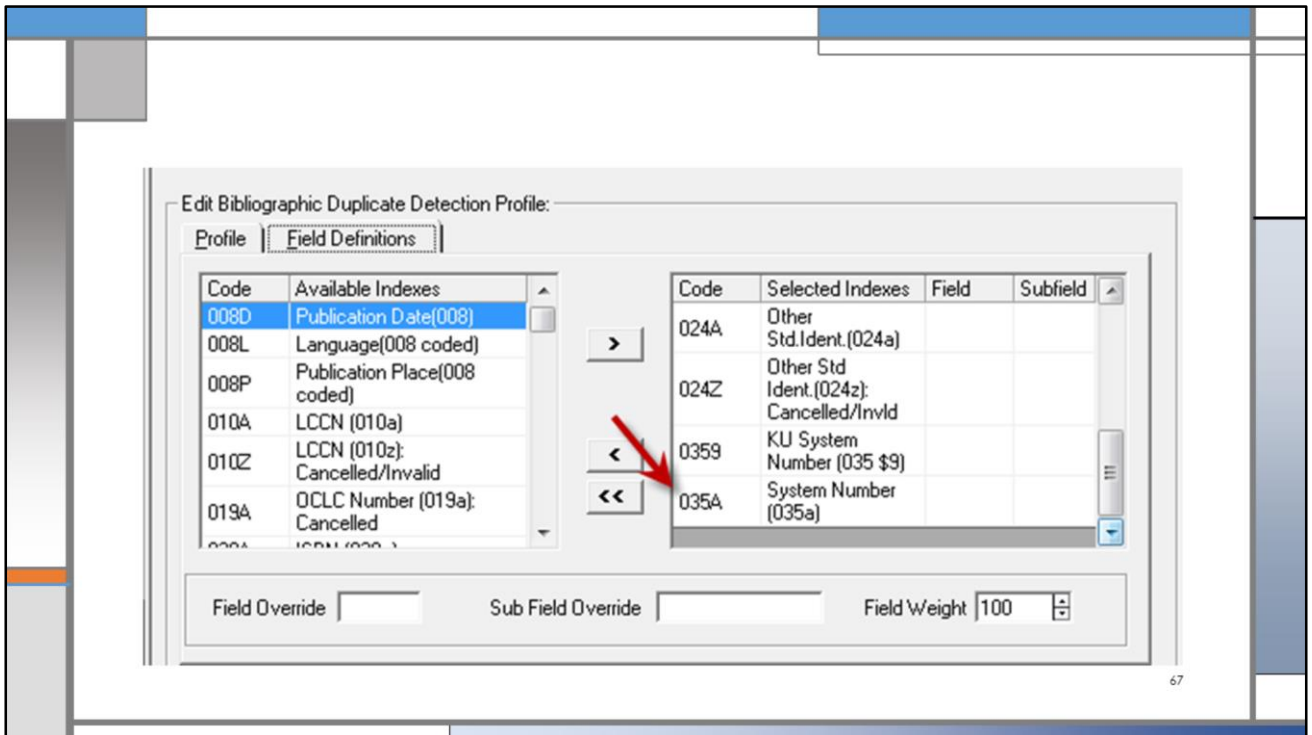 Edit Bibliographic Duplicate Detection Profile:
Profile Field Definitions
Code Available Indexes
008D Publication Date(008)
008L Language(008 coded)
008P Publication Place(008
coded)
010A LCCN (010a)
010Z LCCN (010z):
Cancelled/Invalid
019A OCLC Number (019a):
Cancelled
>
<
<<
Code Selected Indexes Field Subfield
024A Other
Std.Ident.(024a)
024Z Other Std
Ident.(024z):
Cancelled/Invld
0359 KU System
Number (035 $9)
035A System Number
(035a)
Field Override Sub Field Override Field Weight 100
67